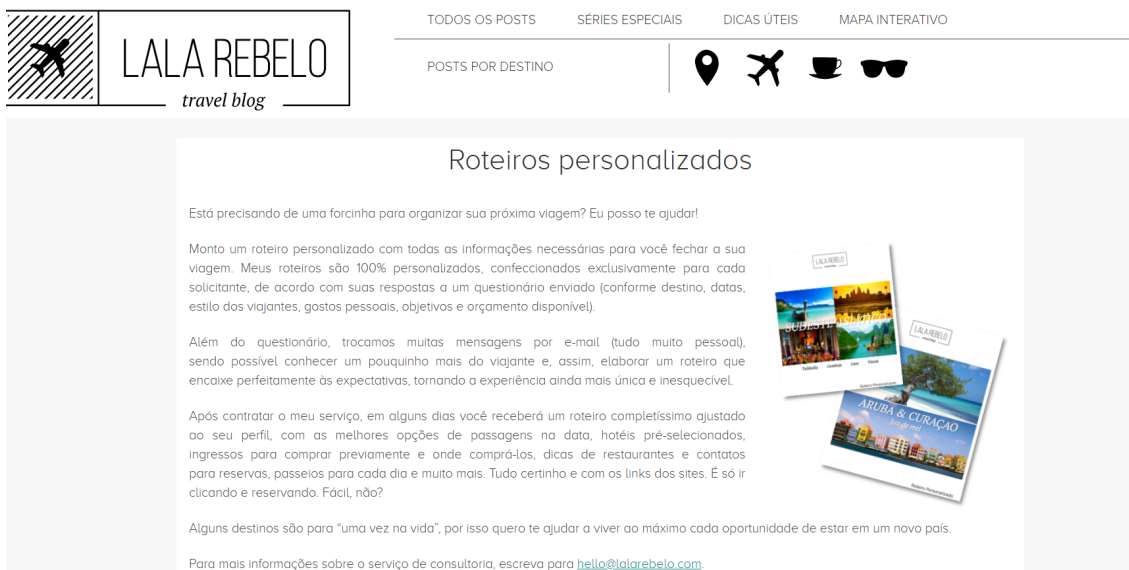 LALA REBELO
travel blog
TODOS OS POSTS SÉRIES ESPECIAIS DICAS ÚTEIS MAPA INTERATIVO
POSTS POR DESTINO
Roteiros personalizados
Está precisando de uma forcinha para organizar sua próxima viagem? Eu posso te ajudar!
Monto um roteiro personalizado com todas as informações necessárias para você fechar a sua
viagem. Meus roteiros são 100% personalizados, confeccionados exclusivamente para cada
solicitante, de acordo com suas respostas a um questionário enviado (conforme destino, datas,
estilo dos viajantes, gostos pessoais, objetivos e orçamento disponível).
Além do questionário, trocamos muitas mensagens por e-mail (tudo muito pessoal),
sendo possível conhecer um pouquinho mais do viajante e, assim, elaborar um roteiro que
encaixe perfeitamente às expectativas, tornando a experiência ainda mais única e inesquecível.
Após contratar o meu serviço, em alguns dias você receberá um roteiro completíssimo ajustado
ao seu perfil, com as melhores opções de passagens na data, hotéis pré-selecionados,
ingressos para comprar previamente e onde comprá-los, dicas de restaurantes e contatos
para reservas, passeios para cada dia e muito mais. Tudo certinho e com os links dos sites. É só ir
clicando e reservando. Fácil, não?
LALA REBELO
SUDESTE ASIÁTICO
Tailândia Camboja Laos Vietnã
Roteiro Personalizado
LALA REBELO
ARUBA & CURAÇAO
lua de mel
Roteiro Personalizado
Alguns destinos são para “uma vez na vida”, por isso quero te ajudar a viver ao máximo cada oportunidade de estar em um novo país.
Para mais informações sobre o serviço de consultoria, escreva para hello@lalarebelo.com.